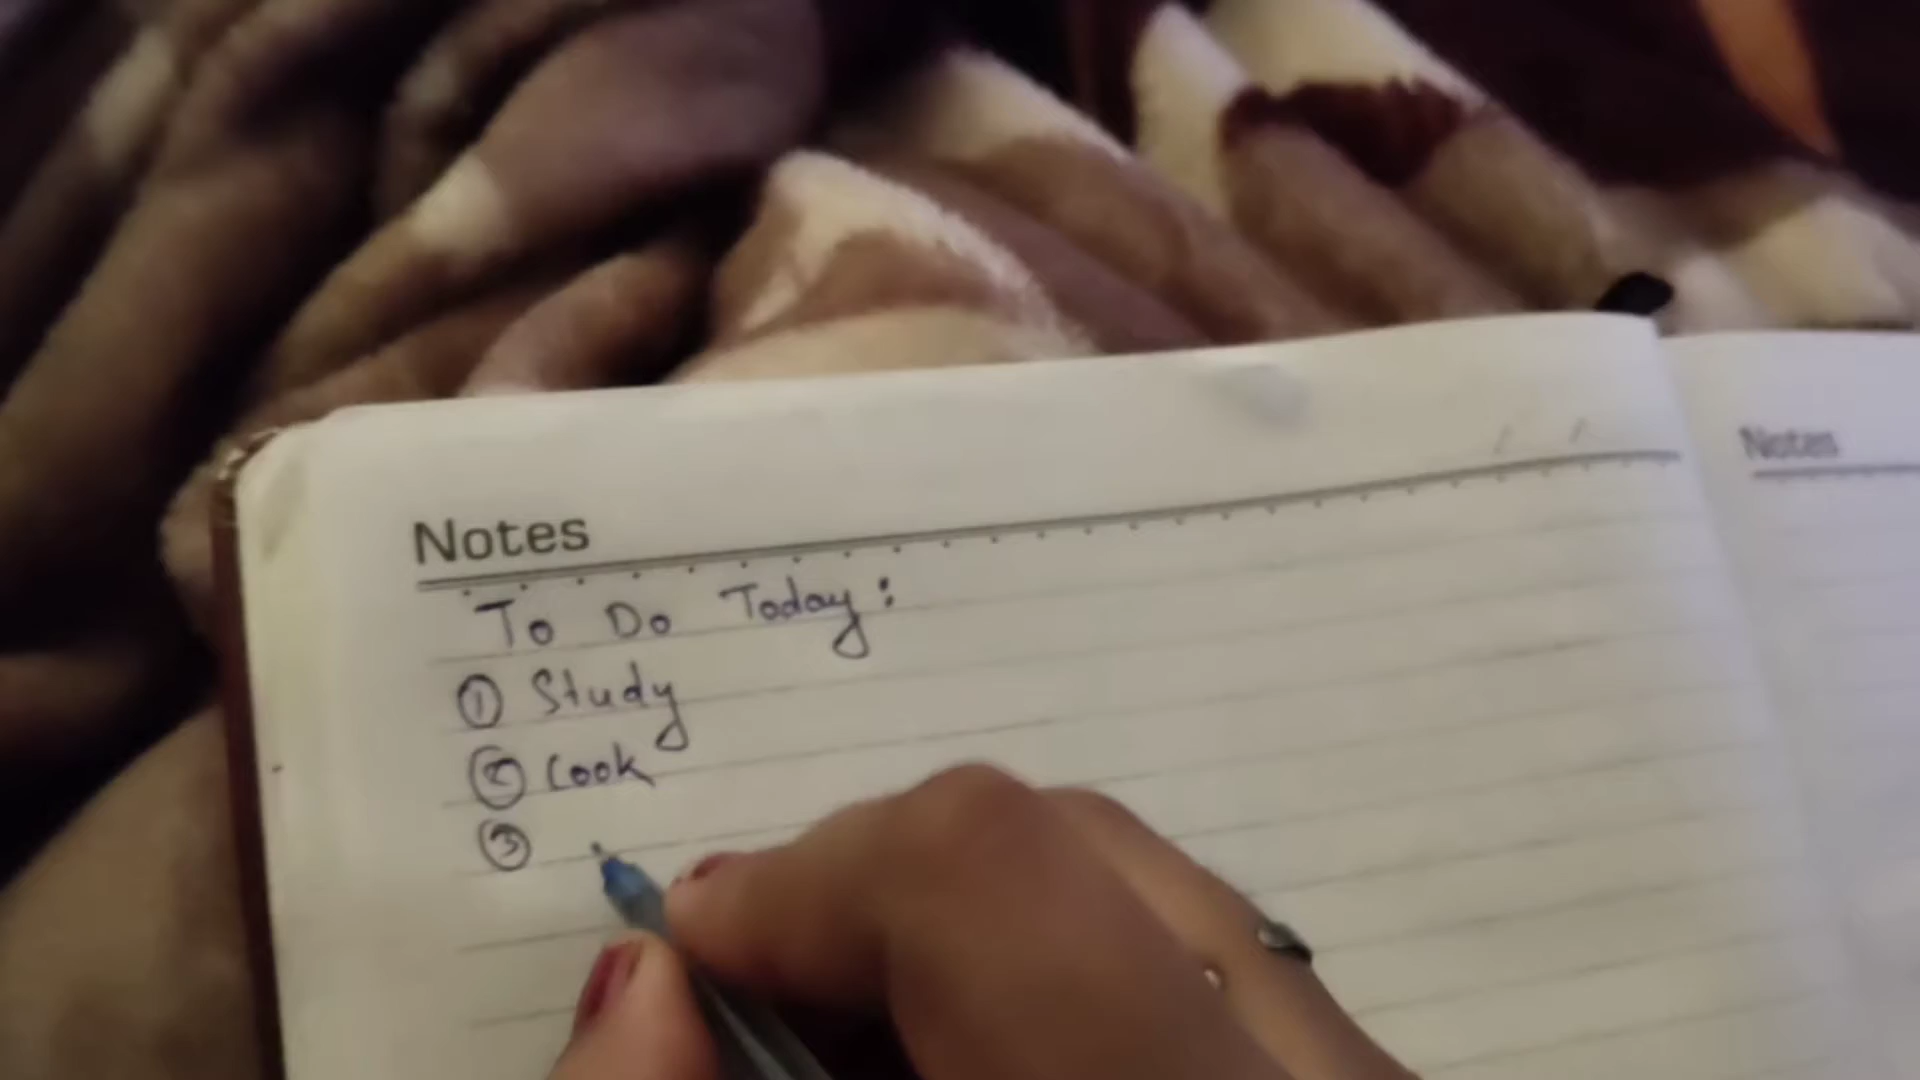 Notes
To Do Today:
① Study
② Cook
③
Notes